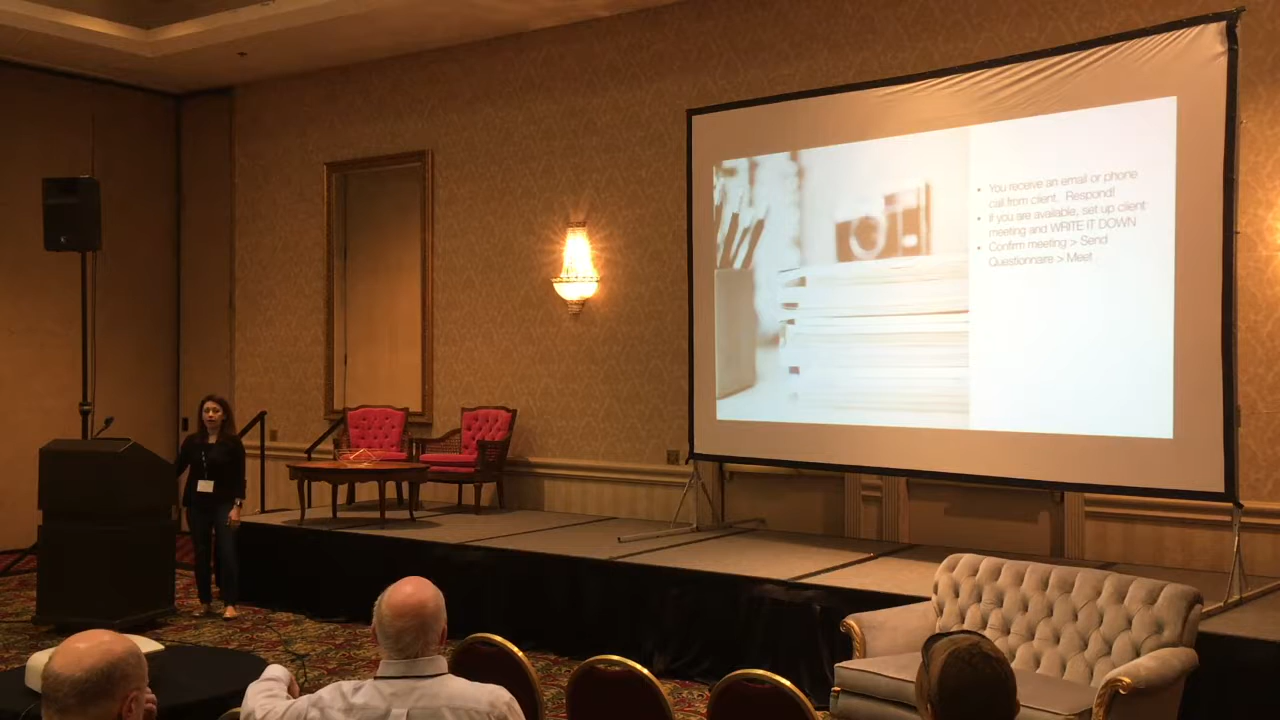 • You receive an email or phone
call from client. Respond!
• If you are available, set up client
meeting and WRITE IT DOWN
• Confirm meeting > Send
Questionnaire > Meet